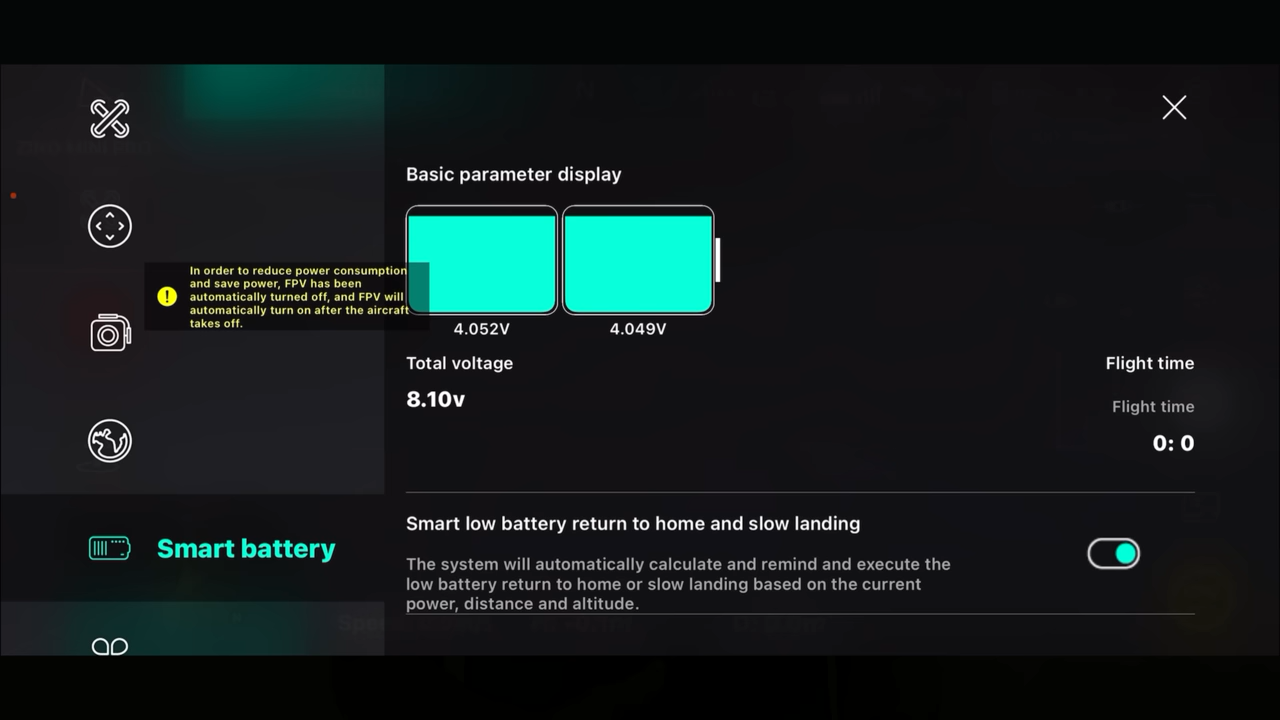 Basic parameter display
In order to reduce power consumption
and save power, FPV has been
automatically turned off, and FPV will
automatically turn on after the aircraft
takes off.
4.052V 4.049V
Total voltage
8.10v
Flight time
Flight time
0: 0
Smart battery
Smart low battery return to home and slow landing
The system will automatically calculate and remind and execute the
low battery return to home or slow landing based on the current
power, distance and altitude.